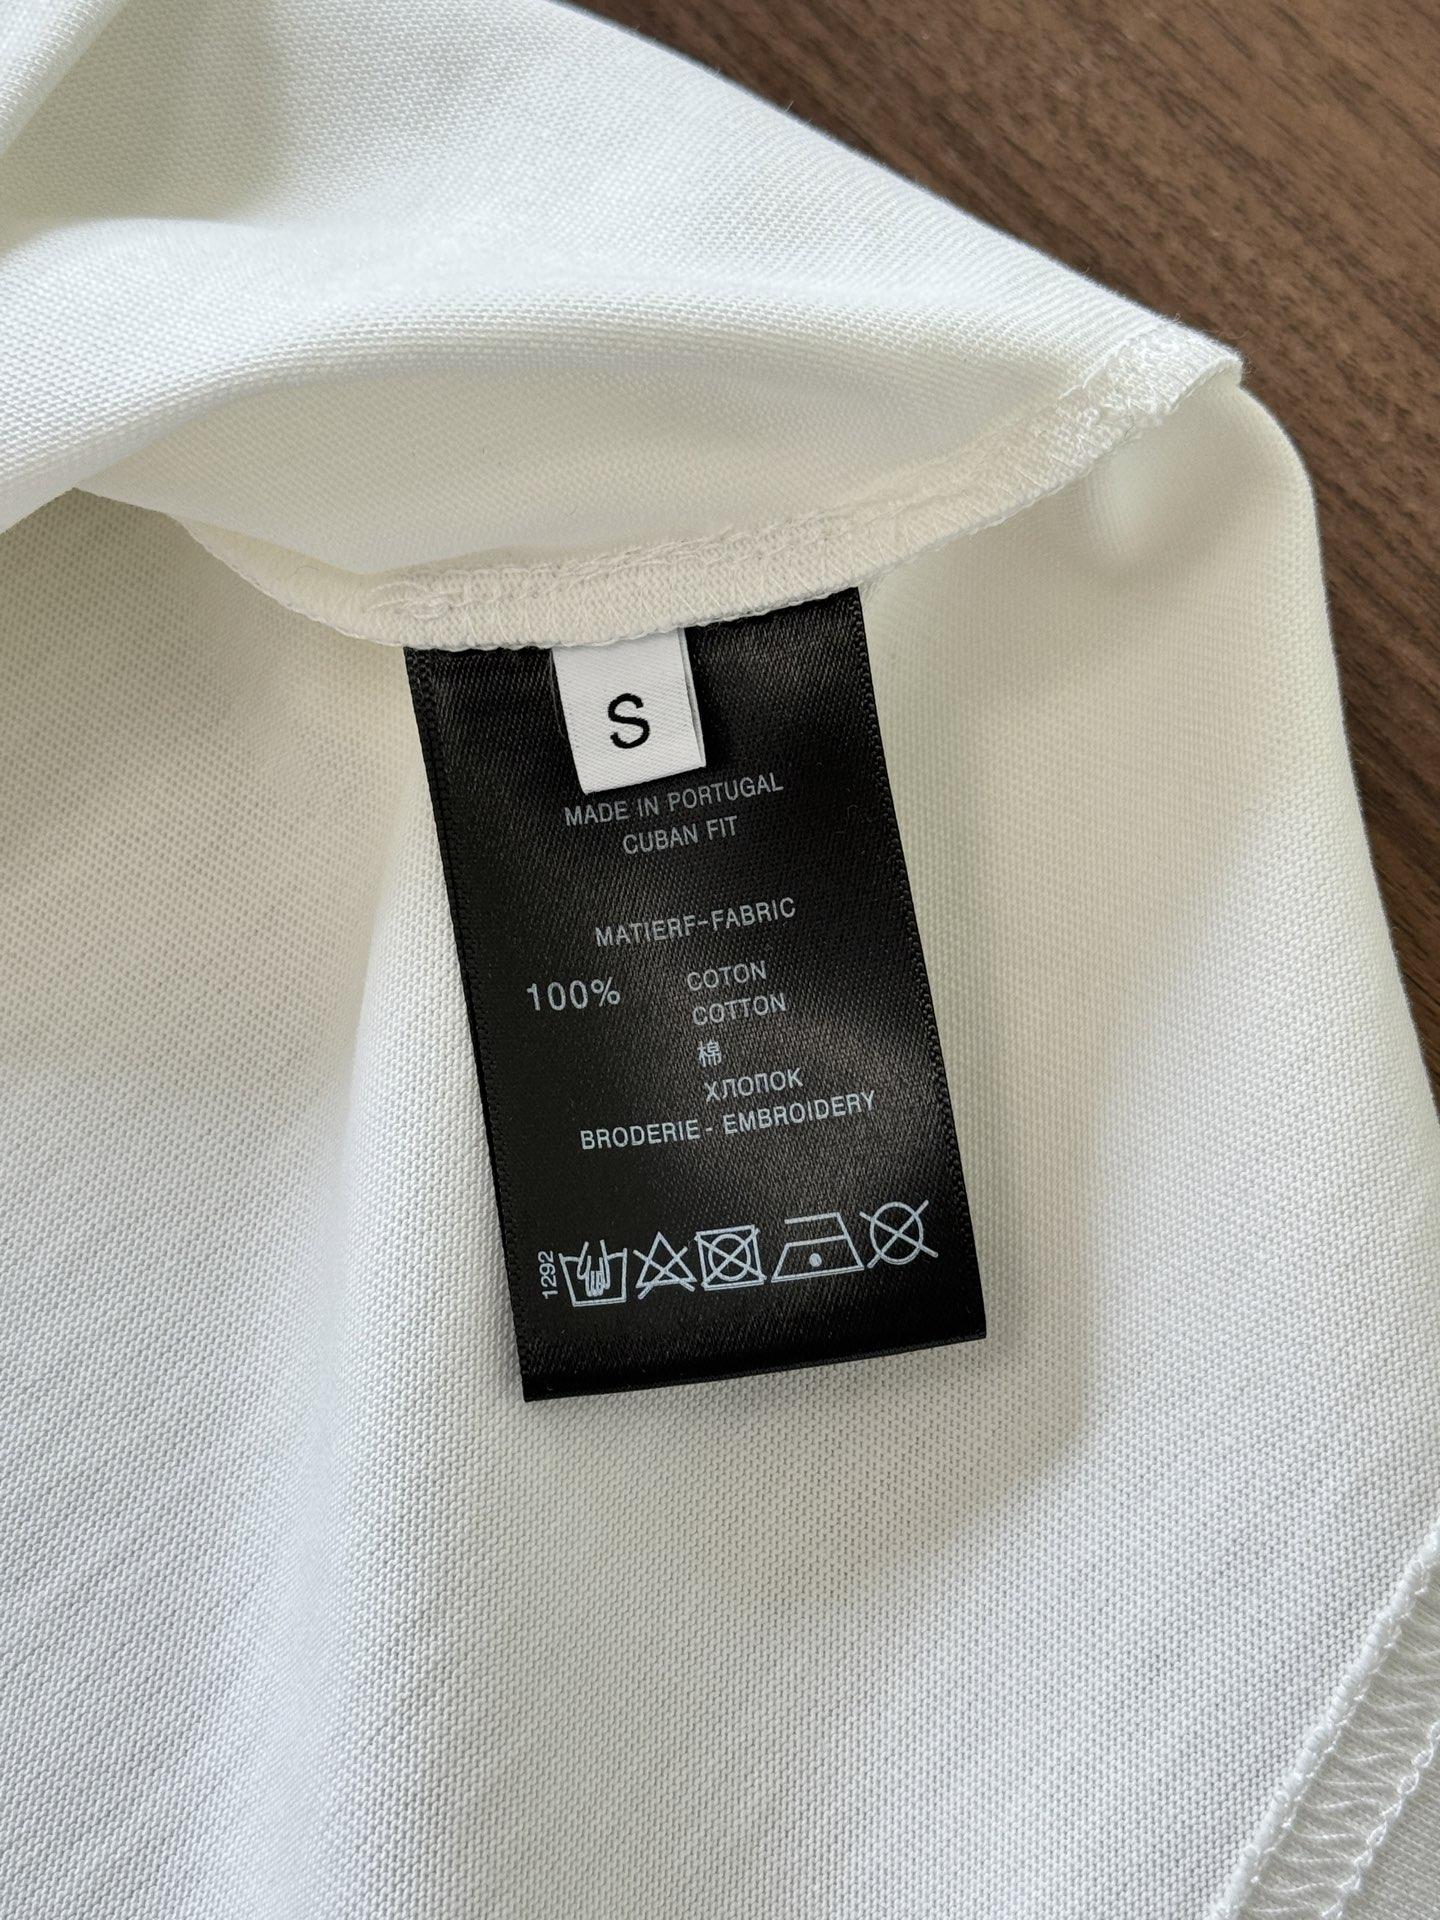 S
MADE IN PORTUGAL
CUBAN FIT
MATIERF-FABRIC
100% COTON
COTTON
棉
ХЛОПОК
BRODERIE - EMBROIDERY
1292